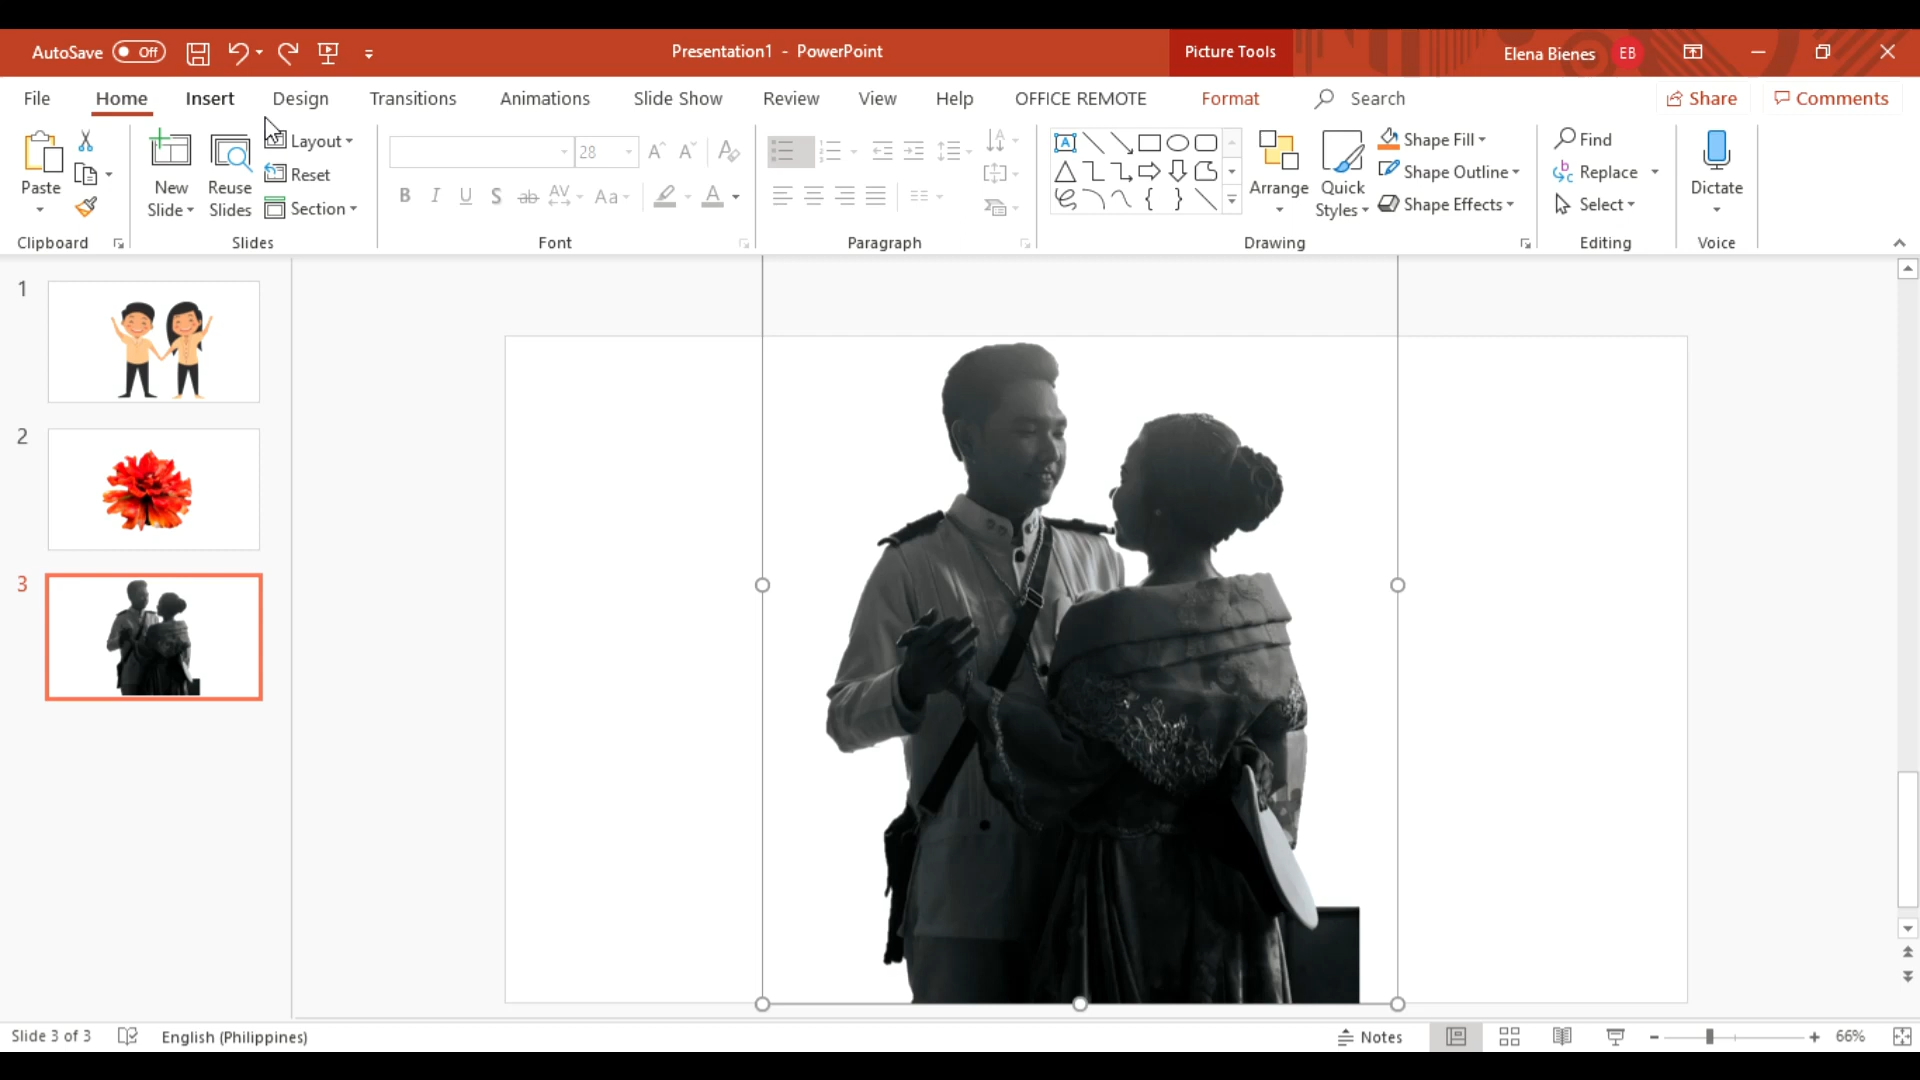 AutoSave Off Presentation1 - PowerPoint Picture Tools Elena Bienes EB
File Home Insert Design Transitions Animations Slide Show Review View Help OFFICE REMOTE Format Search Share Comments
Paste
New Slide
Reuse Slides
Layout
Reset
Section
28
B I U S ab AV Aa A
Arrange
Quick Styles
Shape Fill
Shape Outline
Shape Effects
Find
Replace
Select
Dictate
Clipboard Slides Font Paragraph Drawing Editing Voice
1
2
3
Slide 3 of 3 English (Philippines) Notes 66%